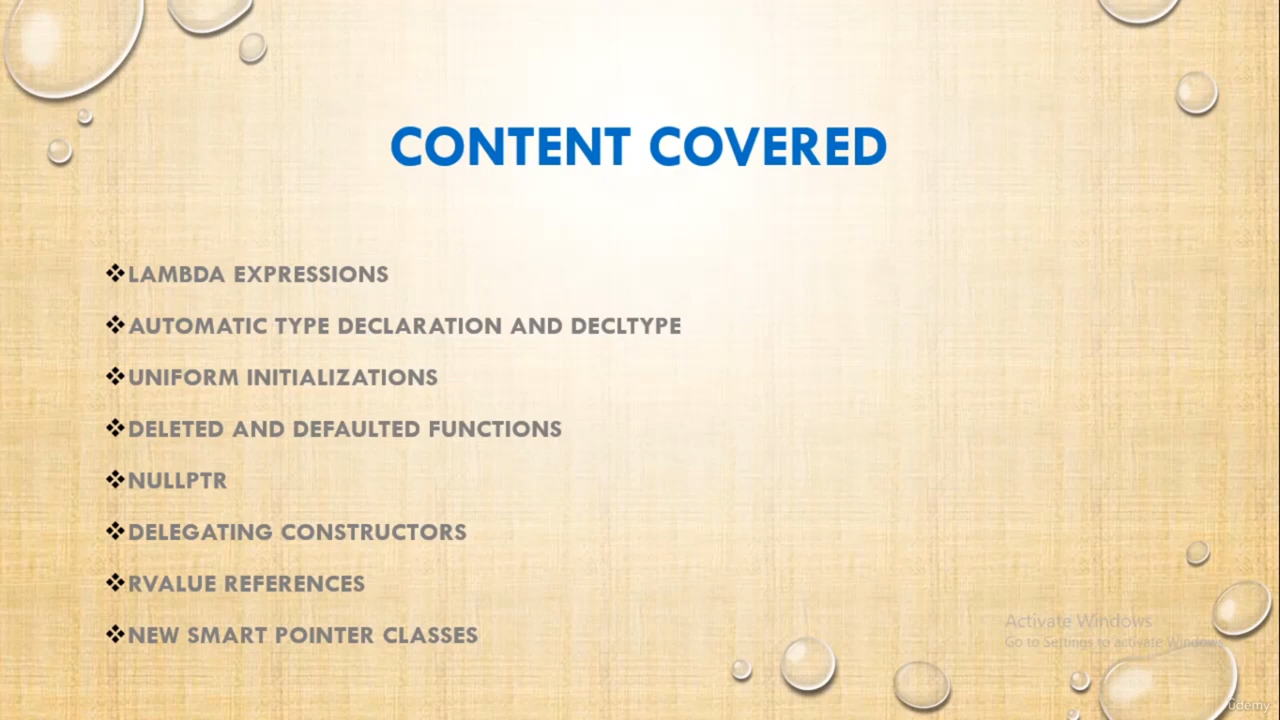 CONTENT COVERED
❖LAMBDA EXPRESSIONS
❖AUTOMATIC TYPE DECLARATION AND DECLTYPE
❖UNIFORM INITIALIZATIONS
❖DELETED AND DEFAULTED FUNCTIONS
❖NULLPTR
❖DELEGATING CONSTRUCTORS
❖RVALUE REFERENCES
❖NEW SMART POINTER CLASSES
Activate Windows
Go to Settings to activate Windows.
ûdemy